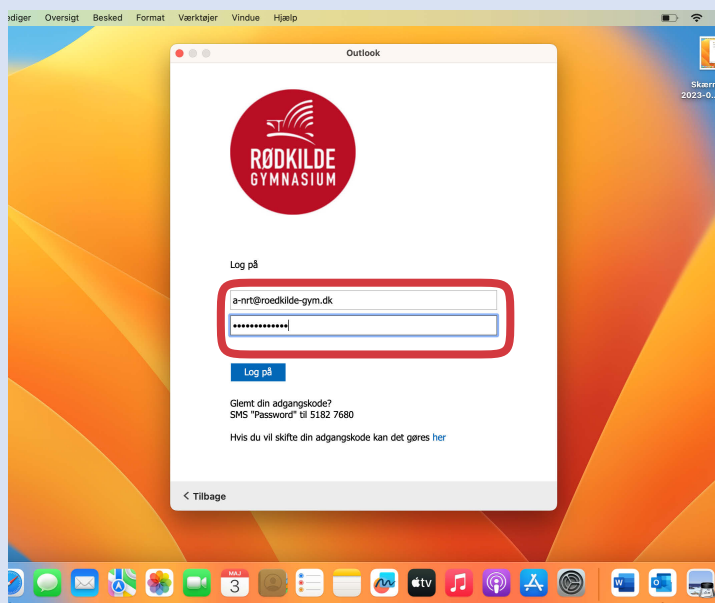 Oversigt Besked Format Værktøjer Vindue Hjælp
Outlook
RØDKILDE
GYMNASIUM
Log på
a-nrt@roedkilde-gym.dk
Log på
Glemt din adgangskode?
SMS "Password" til 5182 7680
Hvis du vil skifte din adgangskode kan det gøres her
< Tilbage
2023-0..
MAJ
3
tv
W